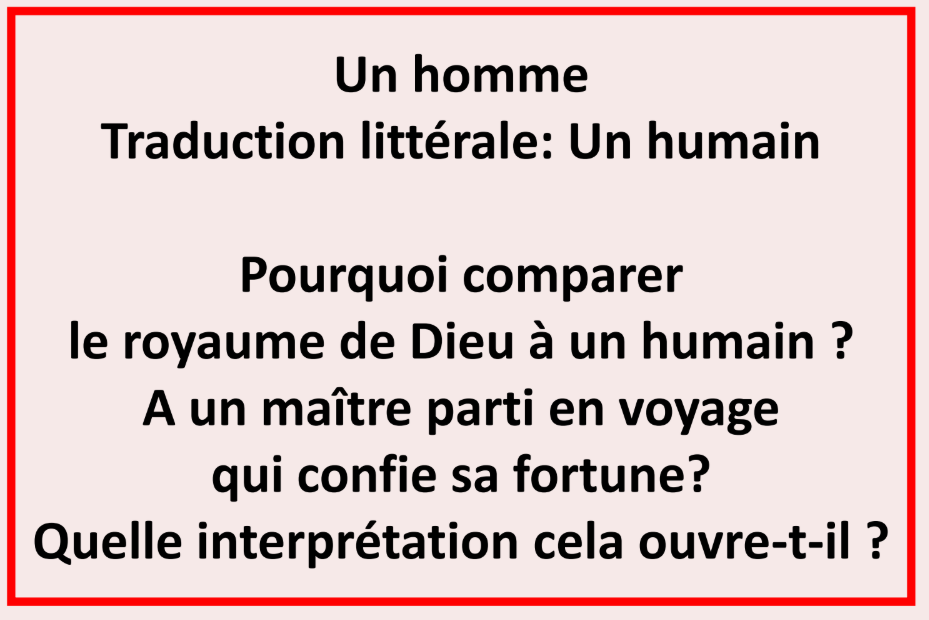 Un homme
Traduction littérale: Un humain
Pourquoi comparer
le royaume de Dieu à un humain ?
A un maître parti en voyage
qui confie sa fortune?
Quelle interprétation cela ouvre-t-il ?